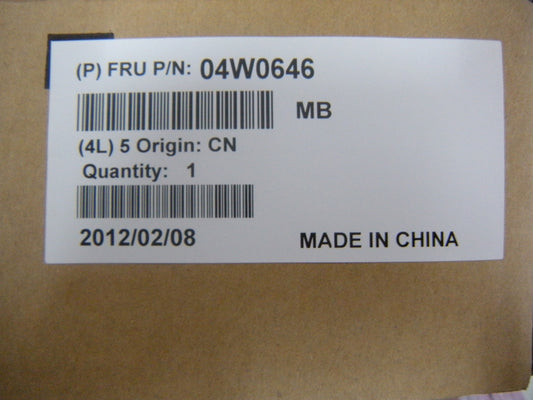 (P) FRU P/N: 04W0646
MB
(4L) 5 Origin: CN
Quantity: 1
2012/02/08
MADE IN CHINA